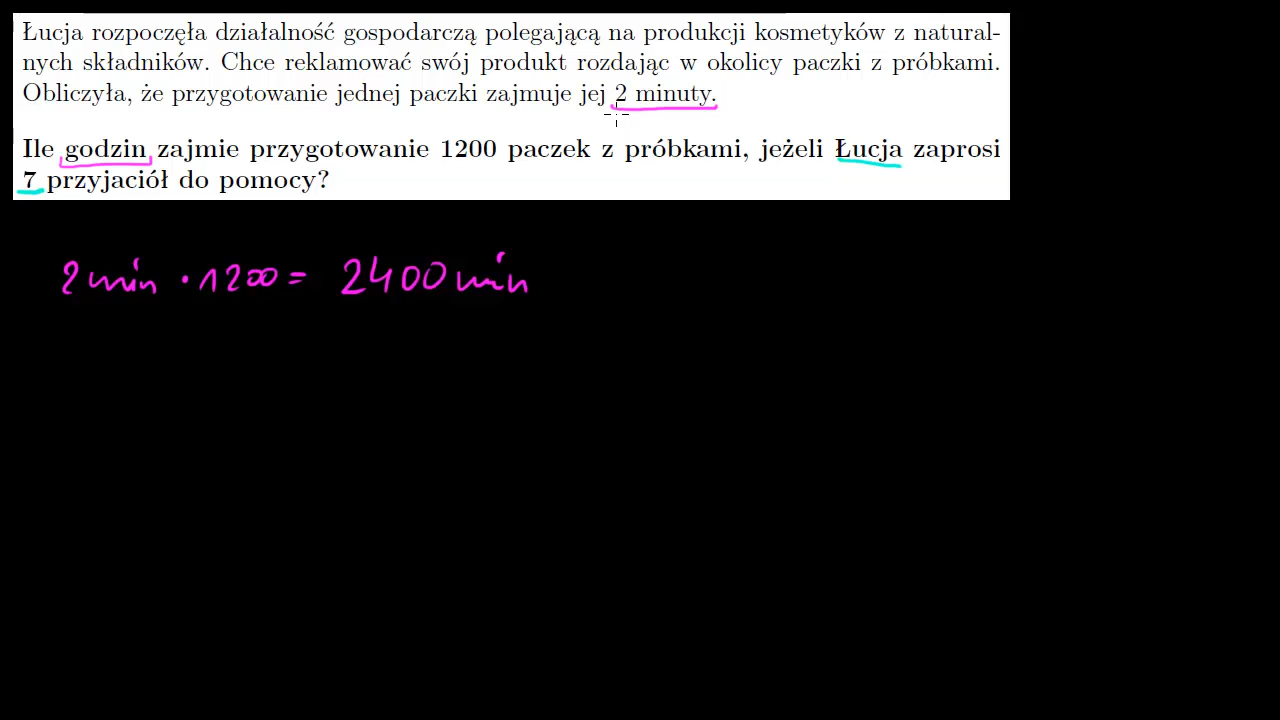 Łucja rozpoczęła działalność gospodarczą polegającą na produkcji kosmetyków z natural-
nych składników. Chce reklamować swój produkt rozdając w okolicy paczki z próbkami.
Obliczyła, że przygotowanie jednej paczki zajmuje jej 2 minuty.
Ile godzin zajmie przygotowanie 1200 paczek z próbkami, jeżeli Łucja zaprosi
7 przyjaciół do pomocy?
2 min · 1200 = 2400 min